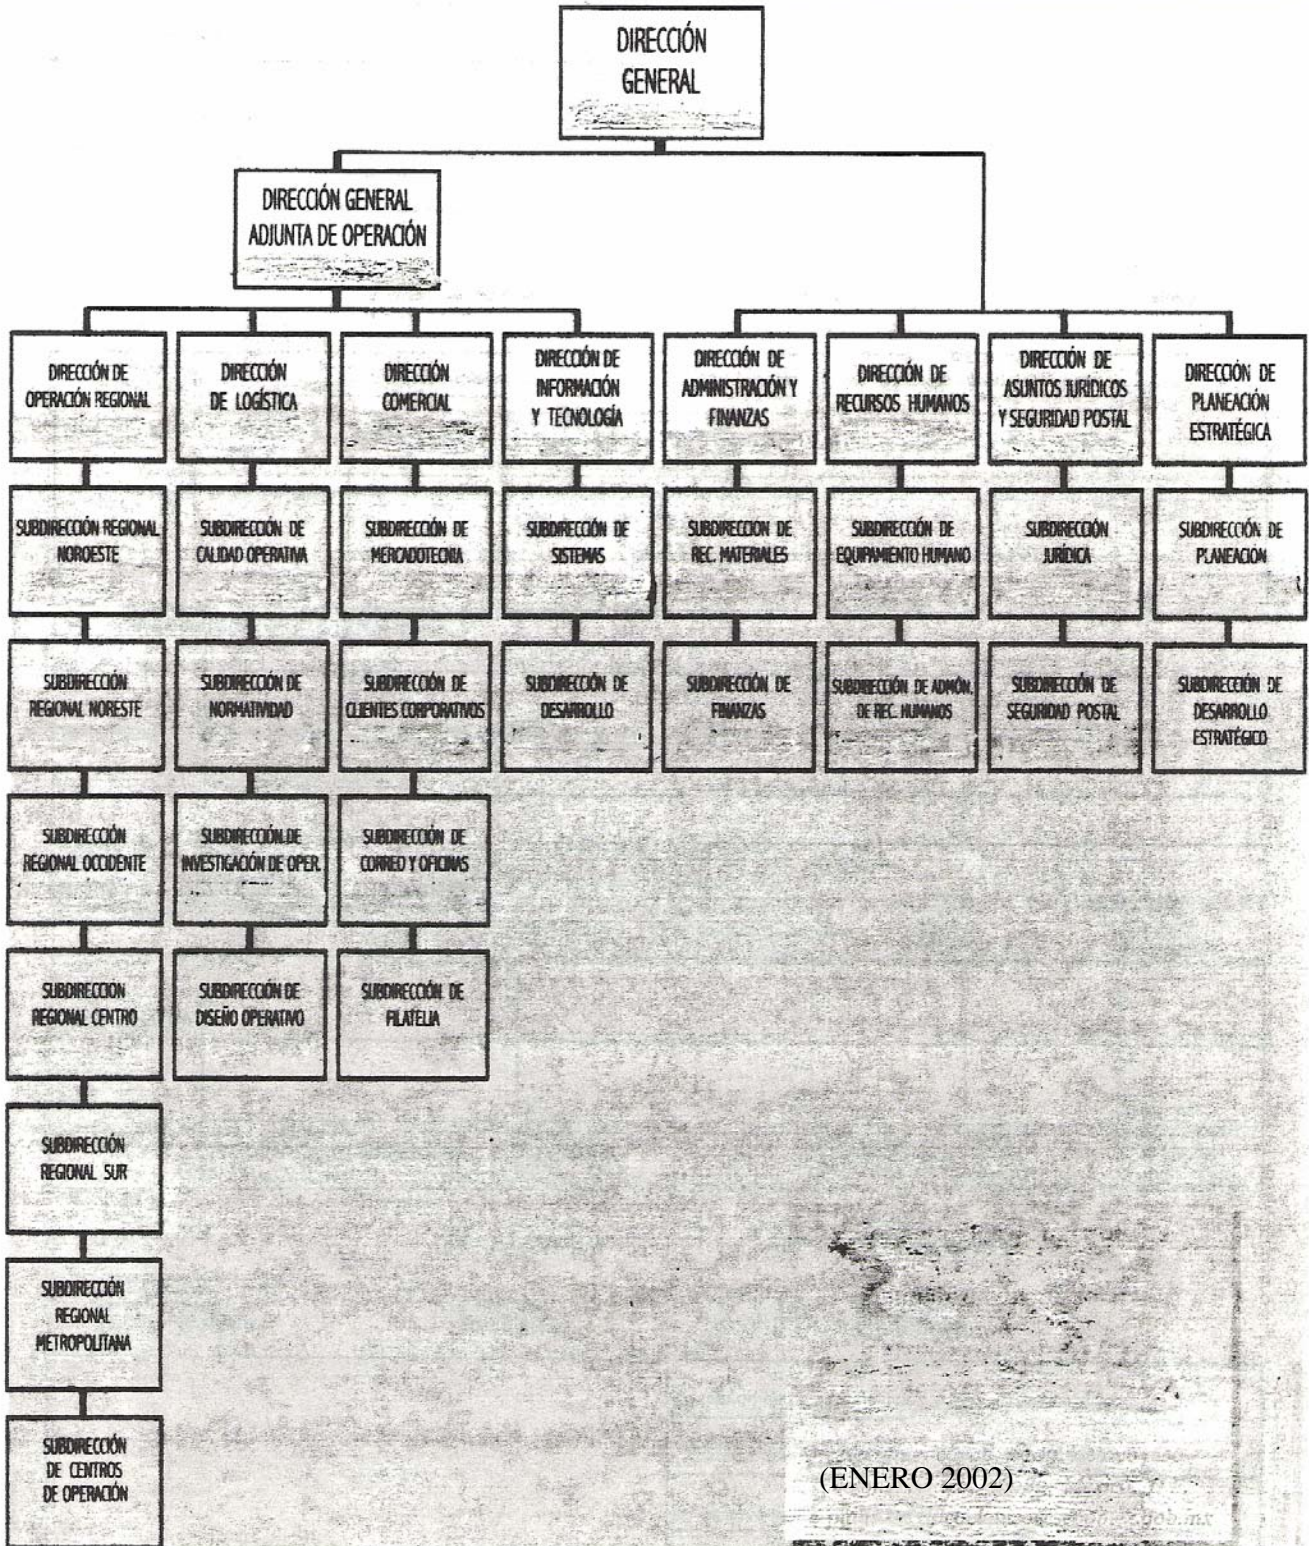 DIRECCIÓN
GENERAL
DIRECCIÓN GENERAL
ADJUNTA DE OPERACIÓN
DIRECCIÓN DE
OPERACIÓN REGIONAL
DIRECCIÓN
DE LOGÍSTICA
DIRECCIÓN
COMERCIAL
DIRECCIÓN DE
INFORMACIÓN
Y TECNOLOGÍA
DIRECCIÓN DE
ADMINISTRACIÓN Y
FINANZAS
DIRECCIÓN DE
RECURSOS HUMANOS
DIRECCIÓN DE
ASUNTOS JURÍDICOS
Y SEGURIDAD POSTAL
DIRECCIÓN DE
PLANEACIÓN
ESTRATÉGICA
SUBDIRECCIÓN REGIONAL
NOROESTE
SUBDIRECCIÓN DE
CALIDAD OPERATIVA
SUBDIRECCIÓN DE
MERCADOTECNIA
SUBDIRECCIÓN DE
SISTEMAS
SUBDIRECCIÓN DE
REC. MATERIALES
SUBDIRECCIÓN DE
EQUIPAMIENTO HUMANO
SUBDIRECCIÓN
JURÍDICA
SUBDIRECCIÓN DE
PLANEACIÓN
SUBDIRECCIÓN
REGIONAL NORESTE
SUBDIRECCIÓN DE
NORMATIVIDAD
SUBDIRECCIÓN DE
CLIENTES CORPORATIVOS
SUBDIRECCIÓN DE
DESARROLLO
SUBDIRECCIÓN DE
FINANZAS
SUBDIRECCIÓN DE ADMÓN.
DE REC. HUMANOS
SUBDIRECCIÓN DE
SEGURIDAD POSTAL
SUBDIRECCIÓN DE
DESARROLLO
ESTRATÉGICO
SUBDIRECCIÓN
REGIONAL OCCIDENTE
SUBDIRECCIÓN DE
INVESTIGACIÓN DE OPER.
SUBDIRECCIÓN DE
CORREO Y OFICINAS
SUBDIRECCIÓN
REGIONAL CENTRO
SUBDIRECCIÓN DE
DISEÑO OPERATIVO
SUBDIRECCIÓN DE
FILATELIA
SUBDIRECCIÓN
REGIONAL SUR
SUBDIRECCIÓN
REGIONAL
METROPOLITANA
SUBDIRECCIÓN
DE CENTROS
DE OPERACIÓN
(ENERO 2002)